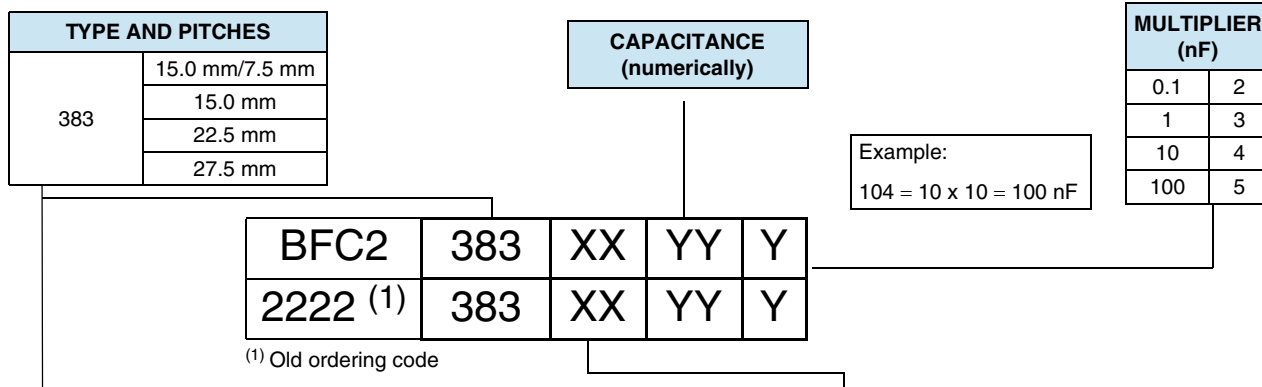 TYPE AND PITCHES
383
15.0 mm/7.5 mm
15.0 mm
22.5 mm
27.5 mm
CAPACITANCE
(numerically)
MULTIPLIER
(nF)
0.1 2
1 3
10 4
100 5
Example:
104 = 10 x 10 = 100 nF
BFC2 383 XX YY Y
2222 (1) 383 XX YY Y
(1) Old ordering code